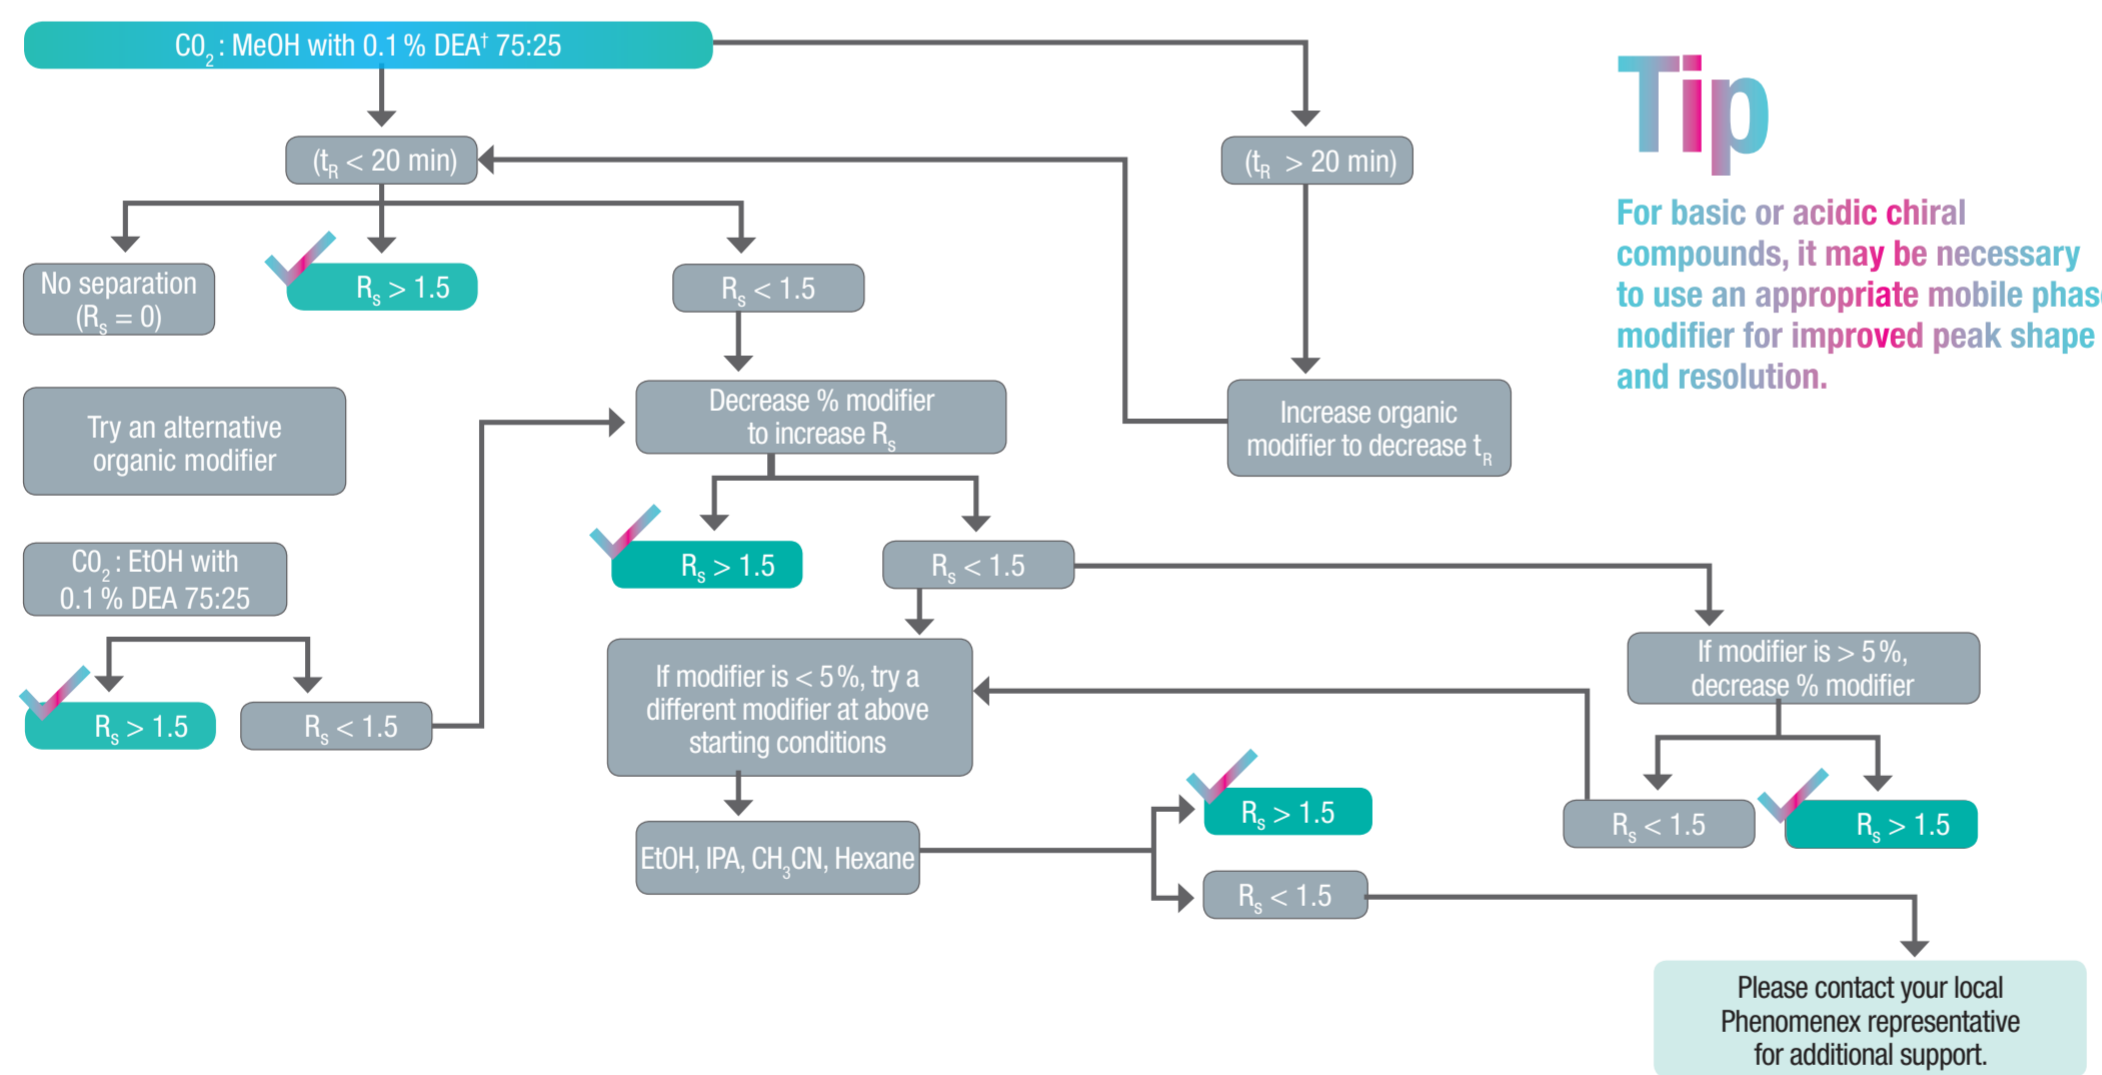 C0₂ : MeOH with 0.1 % DEA† 75:25
Tip
For basic or acidic chiral
compounds, it may be necessary
to use an appropriate mobile phas
modifier for improved peak shape
and resolution.
(tR < 20 min)
(tR > 20 min)
No separation
(Rs = 0)
Rs > 1.5
Rs < 1.5
Try an alternative
organic modifier
Decrease % modifier
to increase Rs
Increase organic
modifier to decrease tR
C0₂ : EtOH with
0.1 % DEA 75:25
Rs > 1.5
Rs < 1.5
Rs > 1.5
Rs < 1.5
If modifier is < 5 %, try a
different modifier at above
starting conditions
If modifier is > 5 %,
decrease % modifier
EtOH, IPA, CH₃CN, Hexane
Rs > 1.5
Rs < 1.5
Rs < 1.5
Rs > 1.5
Please contact your local
Phenomenex representative
for additional support.